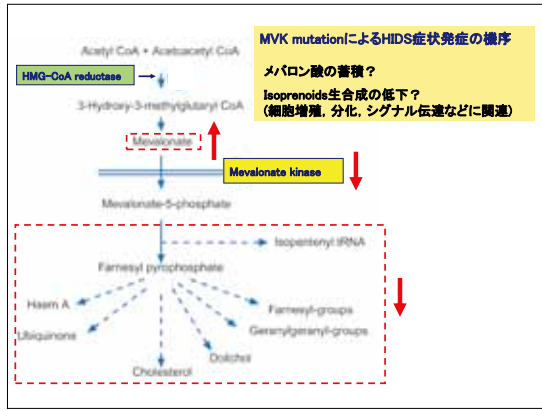 MVK mutationによるHIDS症状発症の機序
メバロン酸の蓄積?
Isoprenoids生合成の低下?
(細胞増殖, 分化, シグナル伝達などに関連)
Acetyl CoA + Acetoacetyl CoA
HMG-CoA reductase
3-Hydroxy-3-methylglutaryl CoA
Mevalonate
Mevalonate kinase
Mevalonate-5-phosphate
Isopentenyl tRNA
Farnesyl pyrophosphate
Haem A
Farnesyl-groups
Ubiquinone
Geranylgeranyl-groups
Dolichol
Cholesterol